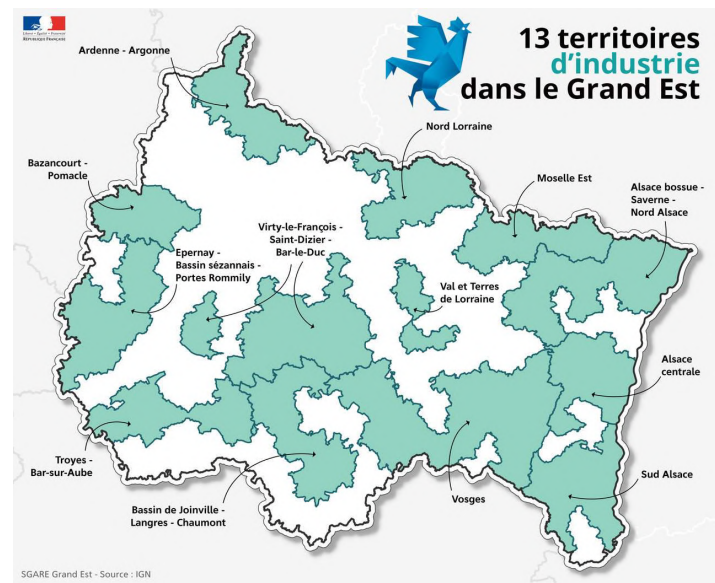 Liberté • Égalité • Fraternité
RÉPUBLIQUE FRANÇAISE
13 territoires
d'industrie
dans le Grand Est
Ardenne - Argonne
Nord Lorraine
Bazancourt -
Pomacle
Moselle Est
Alsace bossue -
Saverne -
Nord Alsace
Virty-le-François -
Saint-Dizier -
Bar-le-Duc
Epernay -
Bassin sézannais -
Portes Rommily
Val et Terres
de Lorraine
Alsace
centrale
Troyes -
Bar-sur-Aube
Sud Alsace
Vosges
Bassin de Joinville -
Langres - Chaumont
SGARE Grand Est - Source : IGN